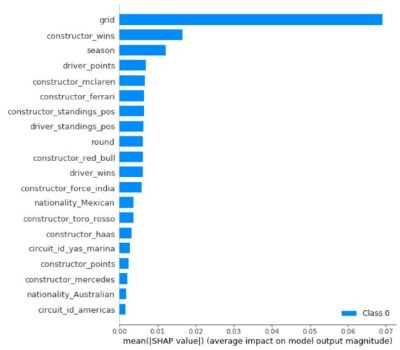 grid
constructor_wins
season
driver_points
constructor_mclaren
constructor_ferrari
constructor_standings_pos
driver_standings_pos
round
constructor_red_bull
driver_wins
constructor_force_india
nationality_Mexican
constructor_toro_rosso
constructor_haas
circuit_id_yas_marina
constructor_points
constructor_mercedes
nationality_Australian
circuit_id_americas
Class 0
0.00 0.01 0.02 0.03 0.04 0.05 0.06 0.07
mean(|SHAP value|) (average impact on model output magnitude)